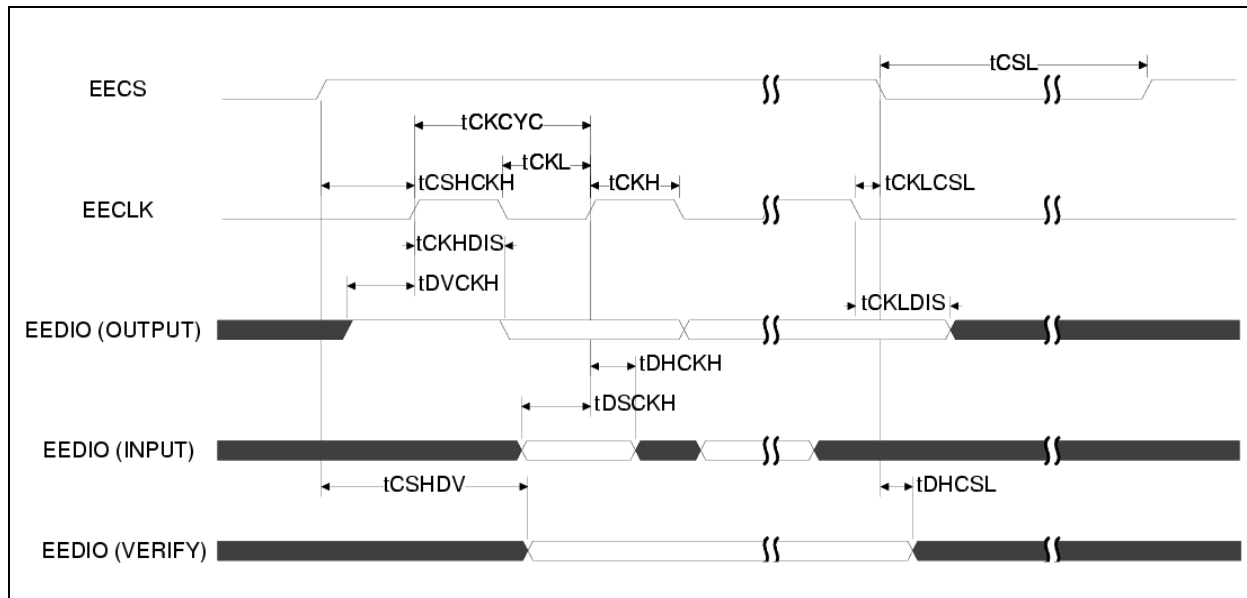 tCSL
EECS
tCKCYC
tCKL
tCSHCKH
tCKH
tCKLCSL
EECLK
tCKHDIS
tDVCKH
tCKLDIS
EEDIO (OUTPUT)
tDHCKH
tDSCKH
EEDIO (INPUT)
tCSHDV
tDHCSL
EEDIO (VERIFY)